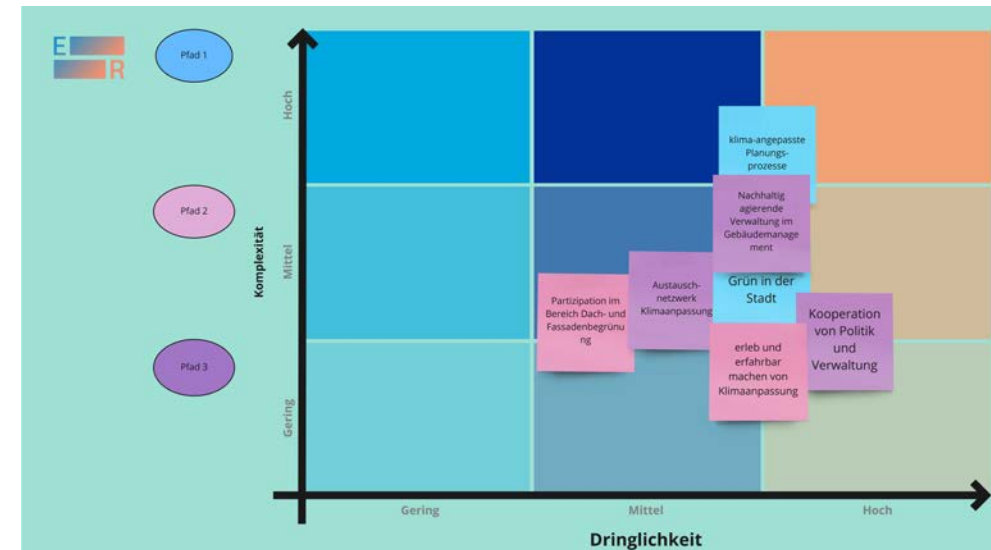 E
R
Pfad 1
Pfad 2
Pfad 3
Komplexität
Hoch
Mittel
Gering
klima-angepasste
Planungs-
prozesse
Nachhaltig
agierende
Verwaltung im
Gebäudemanage
ment
Grün in der
Stadt
Austausch-
netzwerk
Klimaanpassung
Partizipation im
Bereich Dach- und
Fassadenbegrünu
ng
Kooperation
von Politik
und
Verwaltung
erleb und
erfahrbar
machen von
Klimaanpassung
Gering
Mittel
Hoch
Dringlichkeit